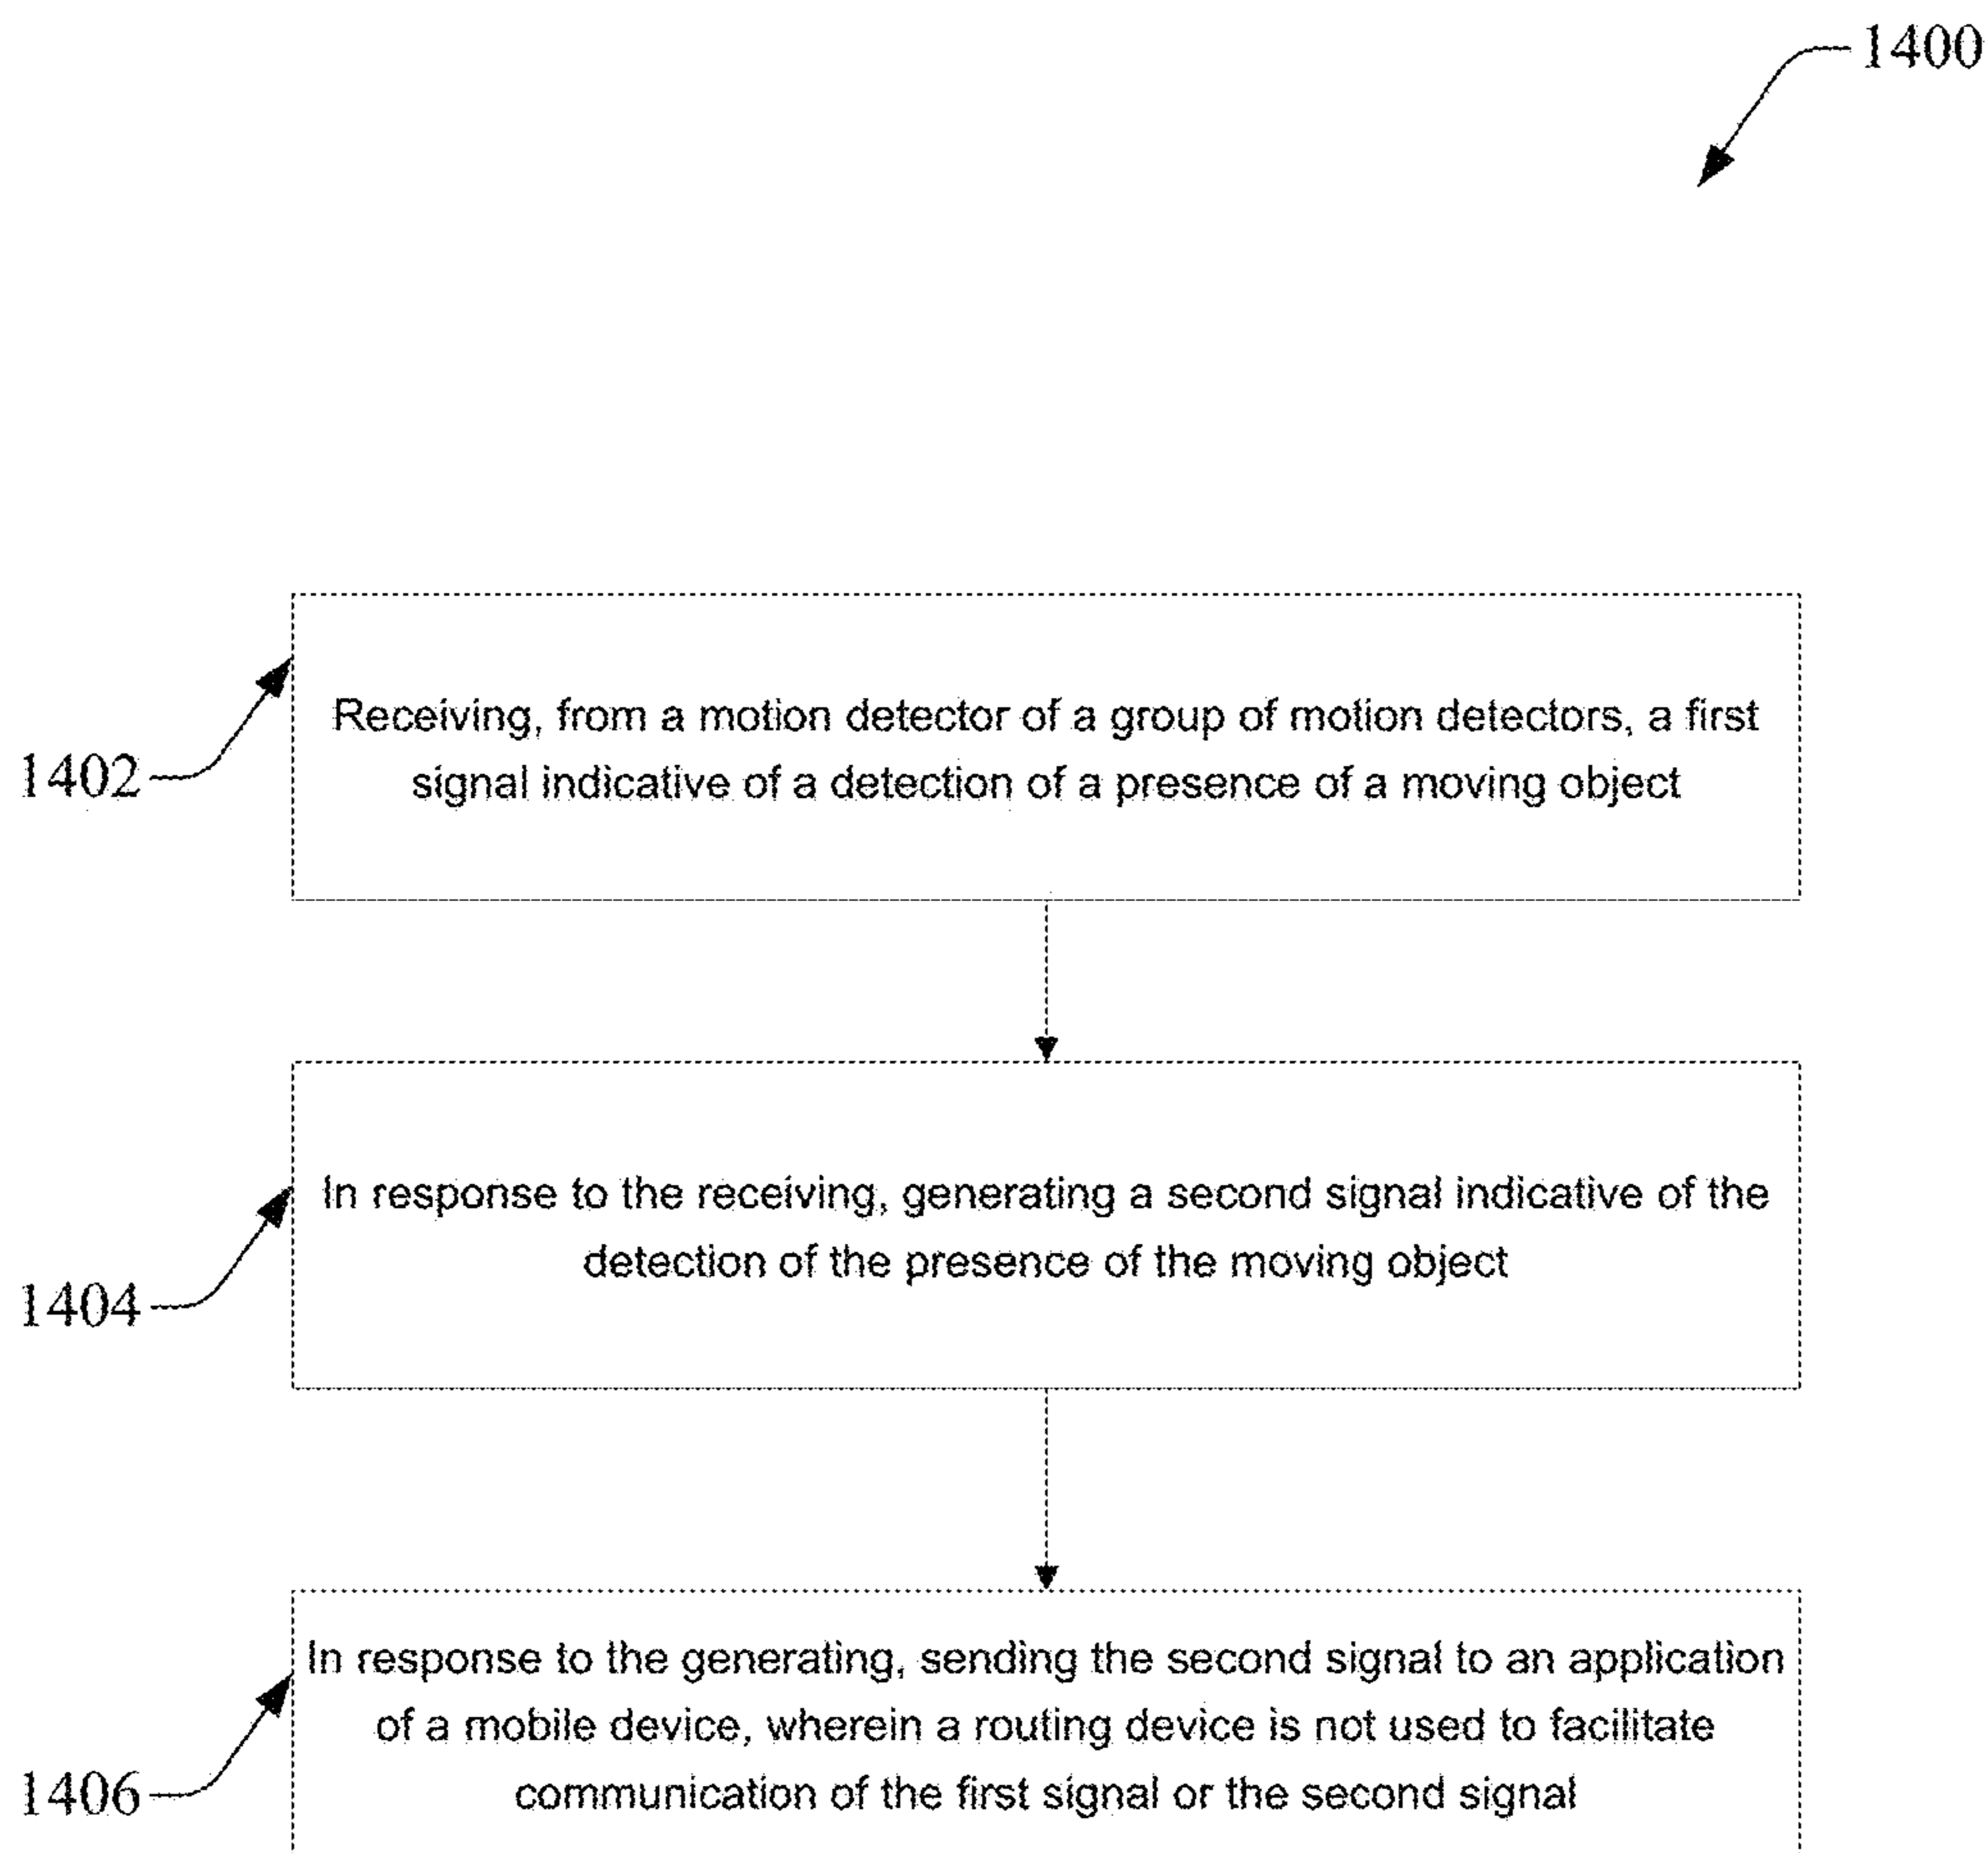 1400
Receiving, from a motion detector of a group of motion detectors, a first
signal indicative of a detection of a presence of a moving object
1402
In response to the receiving, generating a second signal indicative of the
detection of the presence of the moving object
1404
In response to the generating, sending the second signal to an application
of a mobile device, wherein a routing device is not used to facilitate
communication of the first signal or the second signal
1406